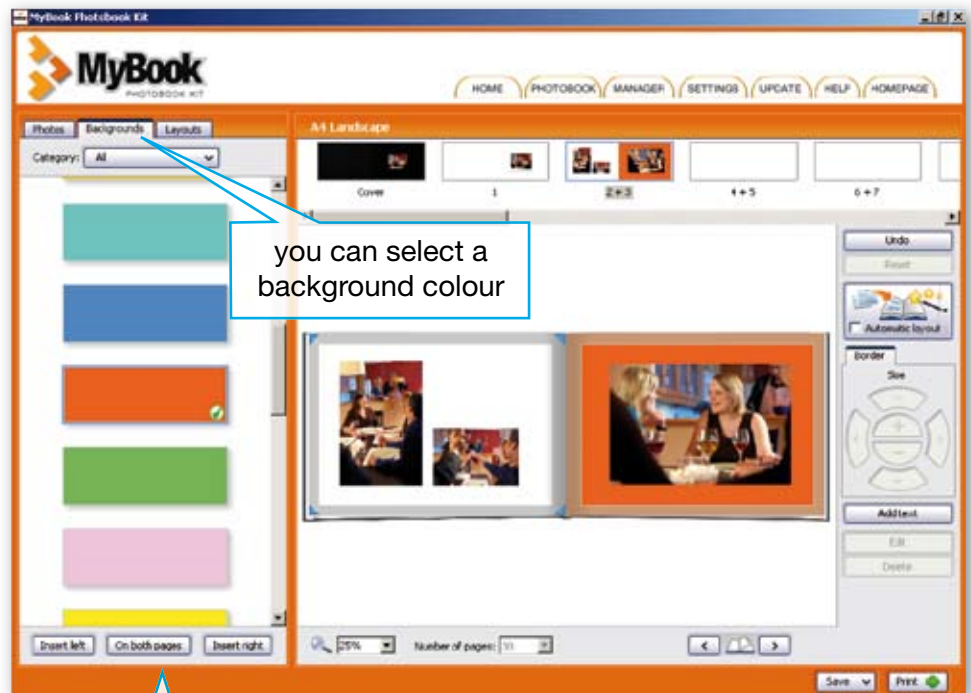 MyBook Photobook Kit
MyBook
PHOTOBOOK KIT
HOME PHOTOBOOK MANAGER SETTINGS UPDATE HELP HOMEPAGE
Photos Backgrounds Layouts
Category: All
A4 Landscape
Cover 1 2 + 3 4 + 5 6 + 7
you can select a
background colour
Undo
Reset
Automatic layout
Border
Size
Add text
Edit
Delete
Insert left On both pages Insert right
25% Number of pages:
Save Print